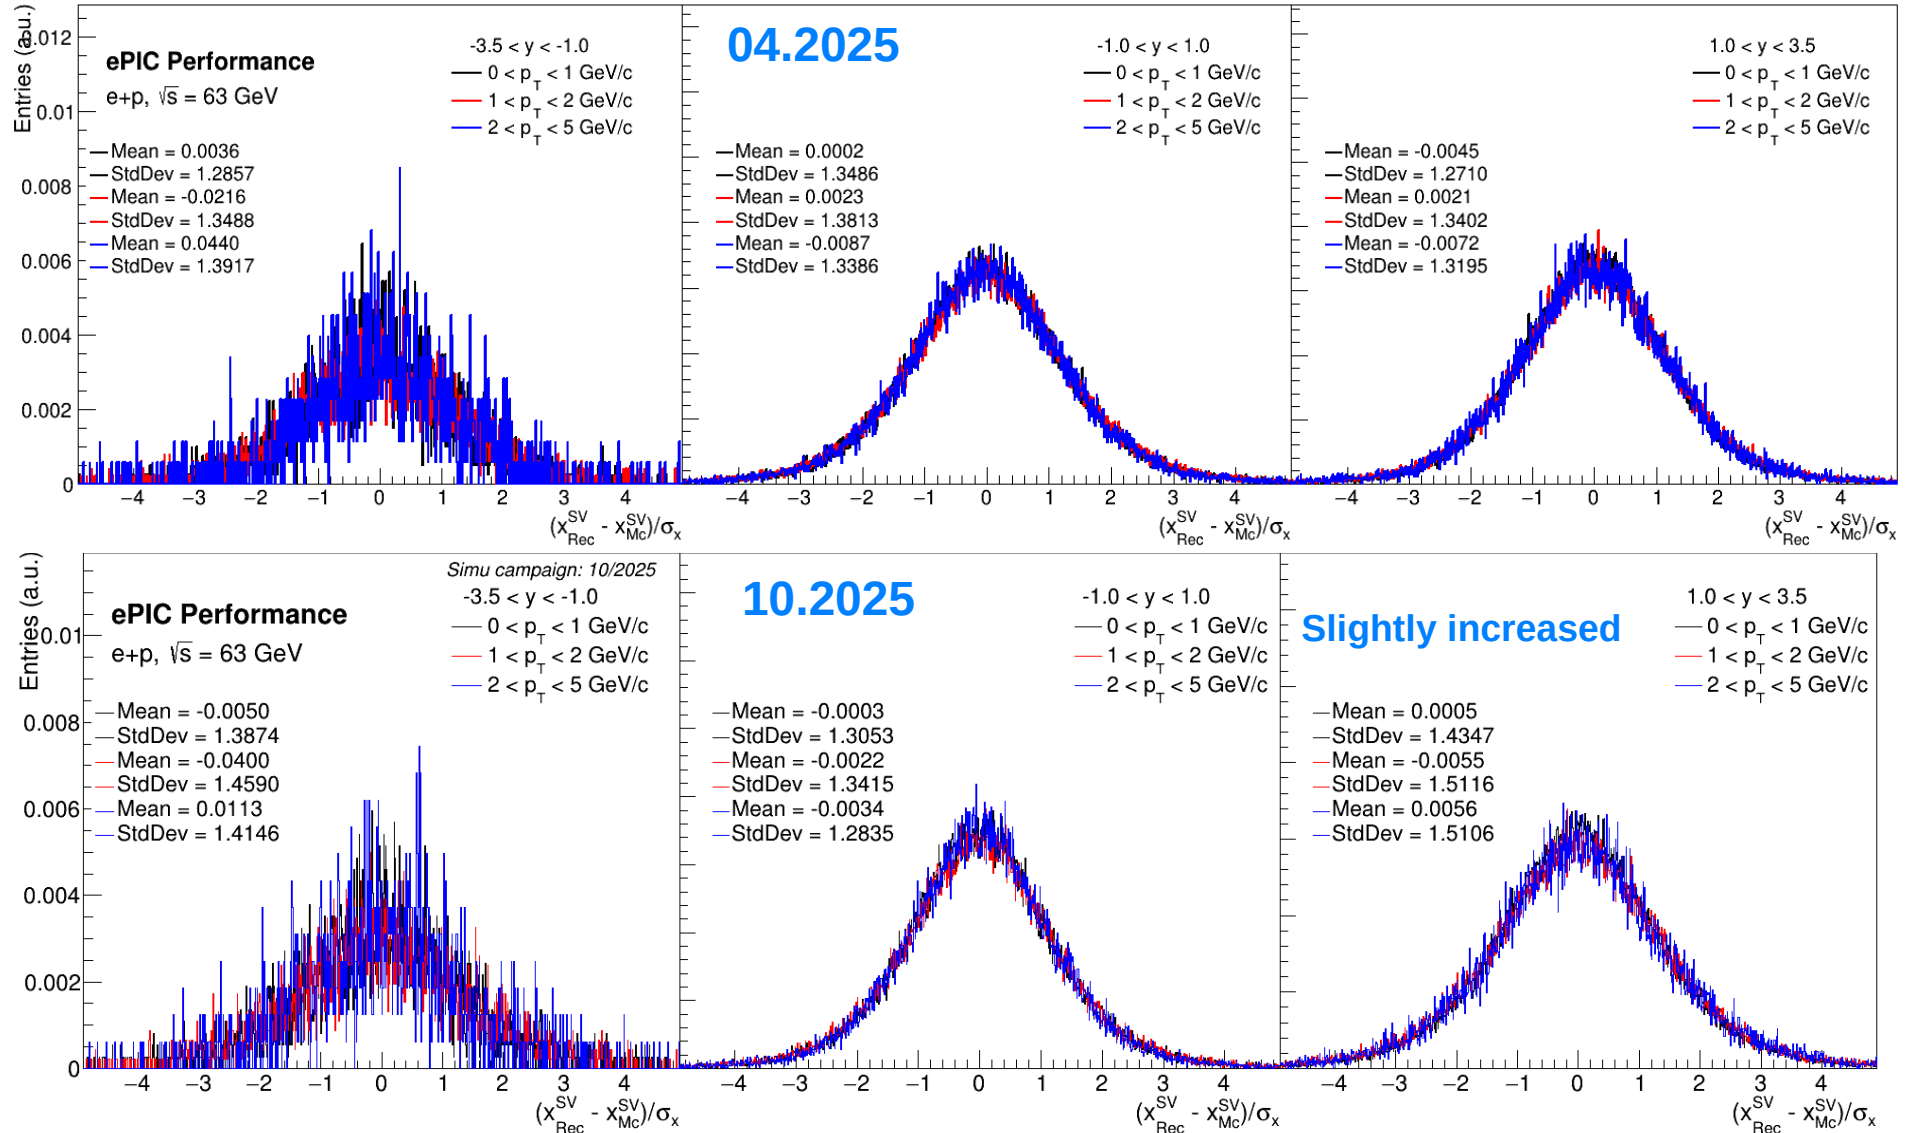 Entries (a.u.)
0.012
0.01
0.008
0.006
0.004
0.002
0
ePIC Performance
e+p, √s = 63 GeV
-3.5 < y < -1.0
0 < p_T < 1 GeV/c
1 < p_T < 2 GeV/c
2 < p_T < 5 GeV/c
Mean = 0.0036
StdDev = 1.2857
Mean = -0.0216
StdDev = 1.3488
Mean = 0.0440
StdDev = 1.3917
−4 −3 −2 −1 0 1 2 3 4
(x^SV_Rec - x^SV_Mc)/σ_x
04.2025
-1.0 < y < 1.0
0 < p_T < 1 GeV/c
1 < p_T < 2 GeV/c
2 < p_T < 5 GeV/c
Mean = 0.0002
StdDev = 1.3486
Mean = 0.0023
StdDev = 1.3813
Mean = -0.0087
StdDev = 1.3386
−4 −3 −2 −1 0 1 2 3 4
(x^SV_Rec - x^SV_Mc)/σ_x
1.0 < y < 3.5
0 < p_T < 1 GeV/c
1 < p_T < 2 GeV/c
2 < p_T < 5 GeV/c
Mean = -0.0045
StdDev = 1.2710
Mean = 0.0021
StdDev = 1.3402
Mean = -0.0072
StdDev = 1.3195
−4 −3 −2 −1 0 1 2 3 4
(x^SV_Rec - x^SV_Mc)/σ_x
Entries (a.u.)
0.01
0.008
0.006
0.004
0.002
0
Simu campaign: 10/2025
ePIC Performance
e+p, √s = 63 GeV
-3.5 < y < -1.0
0 < p_T < 1 GeV/c
1 < p_T < 2 GeV/c
2 < p_T < 5 GeV/c
Mean = -0.0050
StdDev = 1.3874
Mean = -0.0400
StdDev = 1.4590
Mean = 0.0113
StdDev = 1.4146
−4 −3 −2 −1 0 1 2 3 4
(x^SV_Rec - x^SV_Mc)/σ_x
10.2025
-1.0 < y < 1.0
0 < p_T < 1 GeV/c
1 < p_T < 2 GeV/c
2 < p_T < 5 GeV/c
Mean = -0.0003
StdDev = 1.3053
Mean = -0.0022
StdDev = 1.3415
Mean = -0.0034
StdDev = 1.2835
−4 −3 −2 −1 0 1 2 3 4
(x^SV_Rec - x^SV_Mc)/σ_x
Slightly increased
1.0 < y < 3.5
0 < p_T < 1 GeV/c
1 < p_T < 2 GeV/c
2 < p_T < 5 GeV/c
Mean = 0.0005
StdDev = 1.4347
Mean = -0.0055
StdDev = 1.5116
Mean = 0.0056
StdDev = 1.5106
−4 −3 −2 −1 0 1 2 3 4
(x^SV_Rec - x^SV_Mc)/σ_x